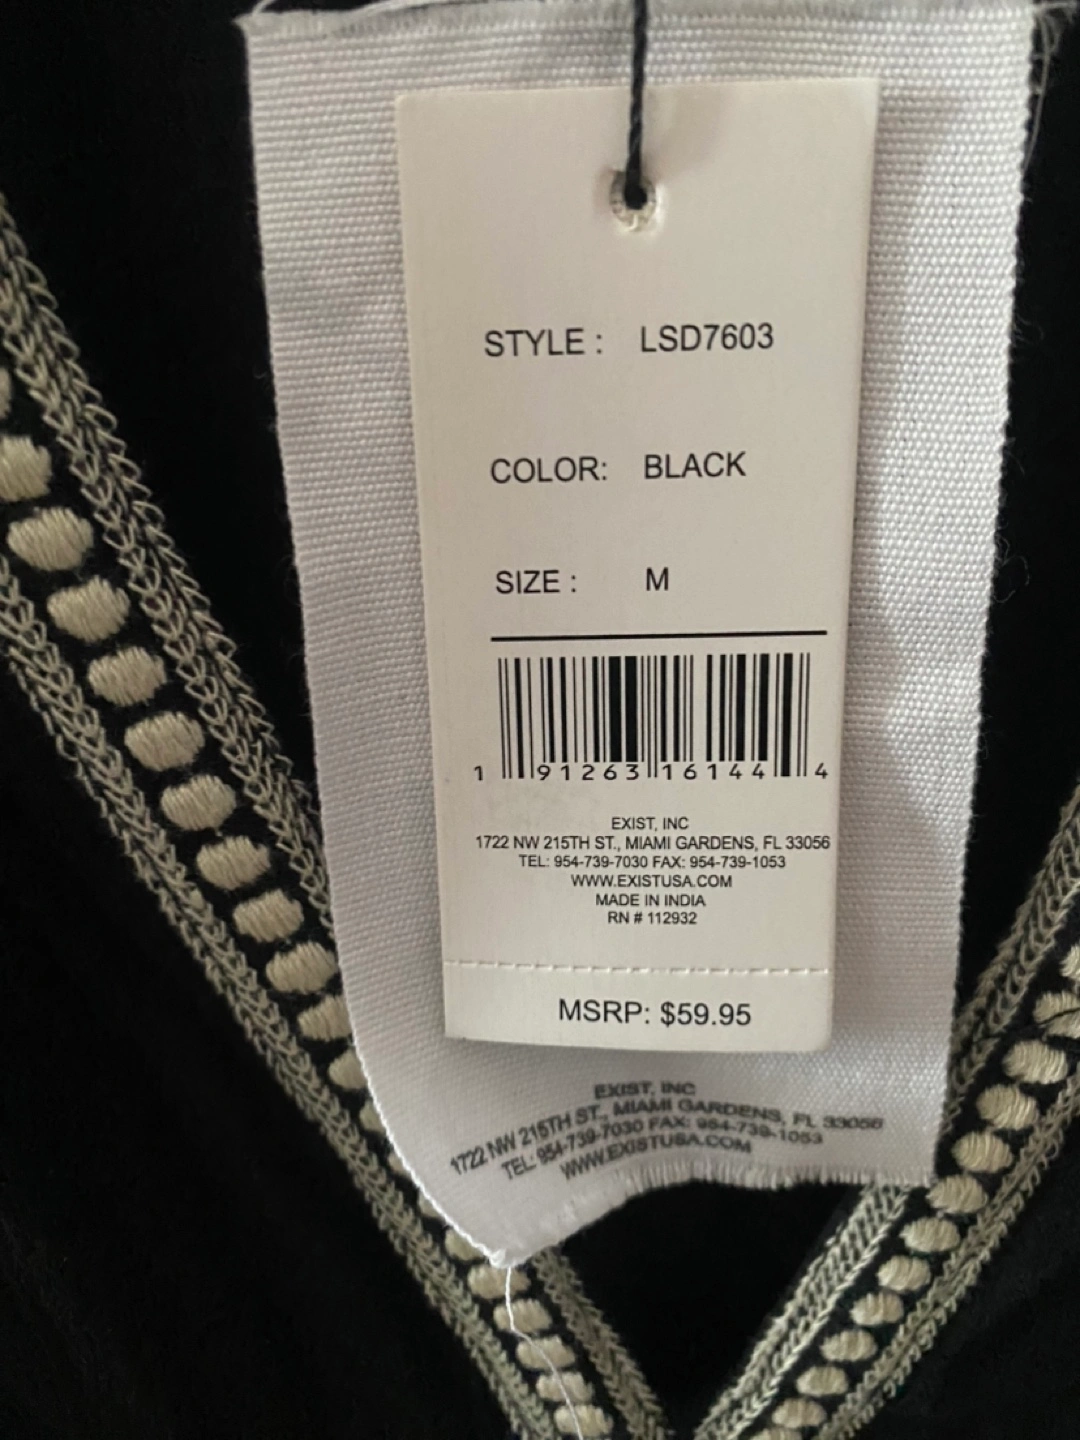 STYLE : LSD7603
COLOR: BLACK
SIZE : M
1 91263 16144 4
EXIST, INC
1722 NW 215TH ST., MIAMI GARDENS, FL 33056
TEL: 954-739-7030 FAX: 954-739-1053
WWW.EXISTUSA.COM
MADE IN INDIA
RN # 112932
MSRP: $59.95
EXIST, INC
1722 NW 215TH ST., MIAMI GARDENS, FL 33056
TEL: 954-739-7030 FAX: 954-739-1053
WWW.EXISTUSA.COM